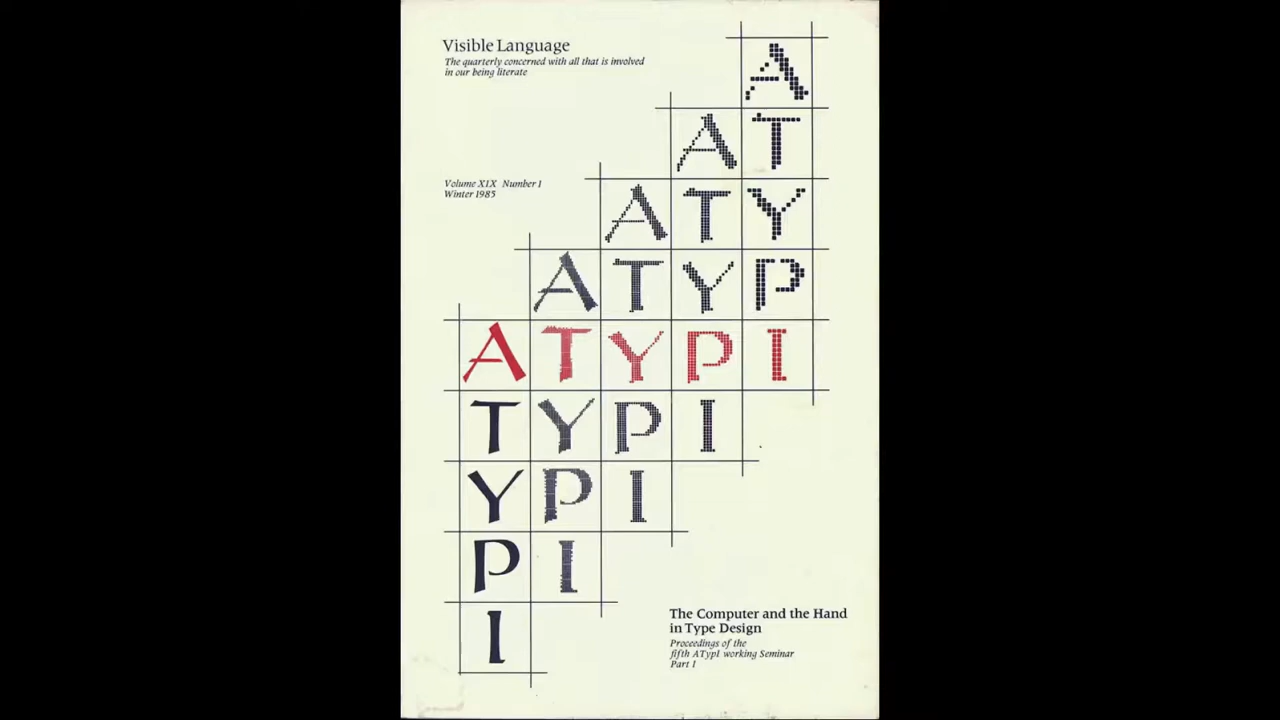 Visible Language
The quarterly concerned with all that is involved
in our being literate
Volume XIX Number 1
Winter 1985
A
A T
A T Y
A T Y P
A T Y P I
T Y P I
Y P I
P I
I
The Computer and the Hand
in Type Design
Proceedings of the
fifth ATypI working Seminar
Part I